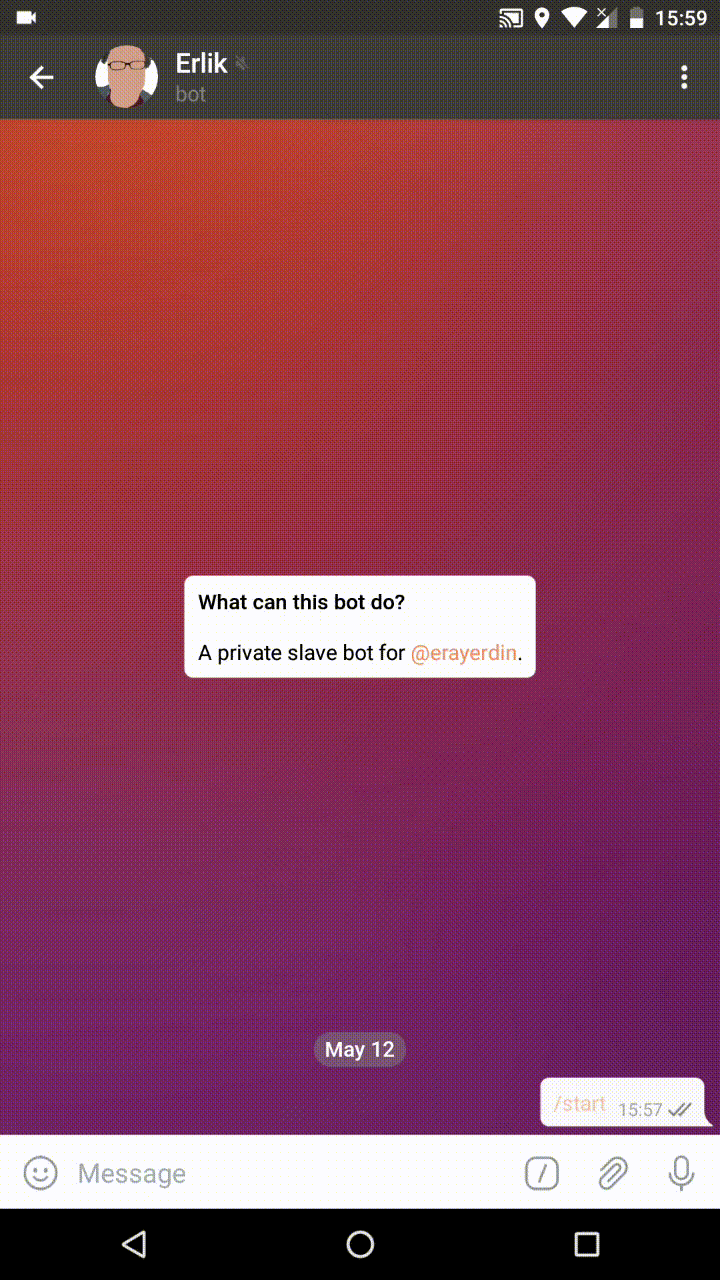 15:59
Erlik
bot
What can this bot do?
A private slave bot for @erayerdin.
May 12
/start 15:57
Message